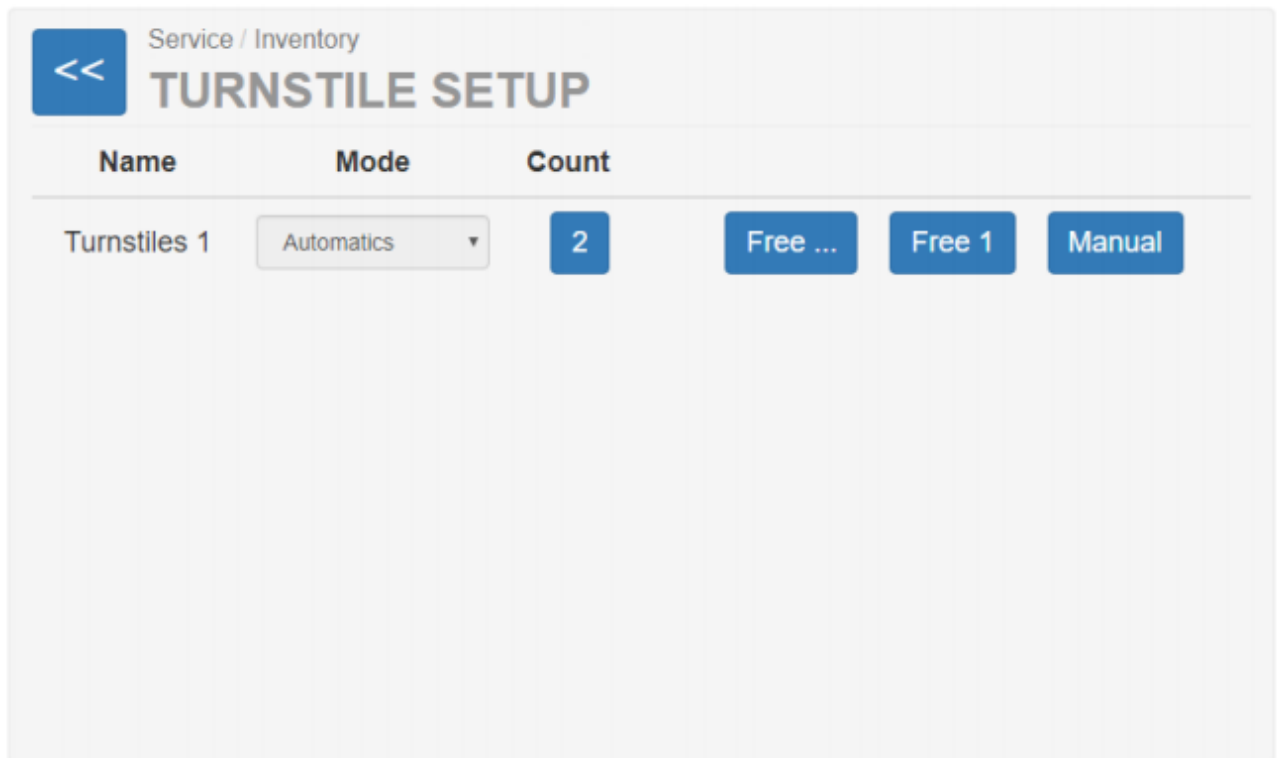 <<
Service / Inventory
TURNSTILE SETUP
Name Mode Count
Turnstiles 1 Automatics 2 Free ... Free 1 Manual